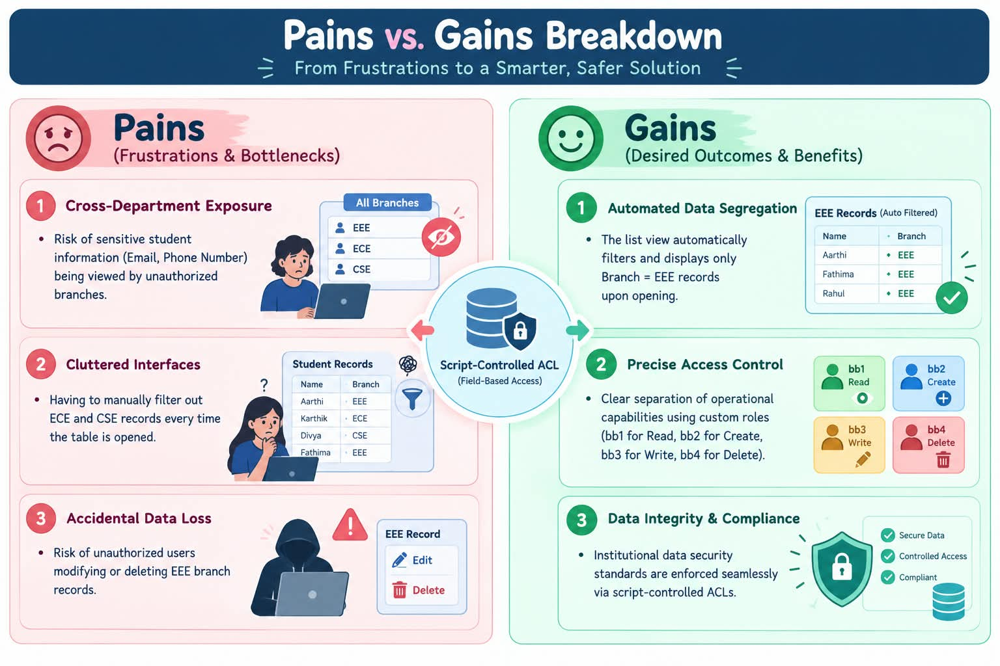 Pains vs. Gains Breakdown
From Frustrations to a Smarter, Safer Solution
Pains
(Frustrations & Bottlenecks)
1
Cross-Department Exposure
• Risk of sensitive student
information (Email, Phone Number)
being viewed by unauthorized
branches.
All Branches
EEE
ECE
CSE
2
Cluttered Interfaces
• Having to manually filter out
ECE and CSE records every time
the table is opened.
?
Student Records
Name Branch
Aarthi EEE
Karthik ECE
Divya CSE
Fathima EEE
3
Accidental Data Loss
• Risk of unauthorized users
modifying or deleting EEE branch
records.
!
EEE Record
Edit
Delete
Script-Controlled ACL
(Field-Based Access)
Gains
(Desired Outcomes & Benefits)
1
Automated Data Segregation
• The list view automatically
filters and displays only
Branch = EEE records
upon opening.
EEE Records (Auto Filtered)
Name Branch
Aarthi EEE
Fathima EEE
Rahul EEE
2
Precise Access Control
• Clear separation of operational
capabilities using custom roles
(bb1 for Read, bb2 for Create,
bb3 for Write, bb4 for Delete).
bb1
Read
bb2
Create
bb3
Write
bb4
Delete
3
Data Integrity & Compliance
• Institutional data security
standards are enforced seamlessly
via script-controlled ACLs.
Secure Data
Controlled Access
Compliant